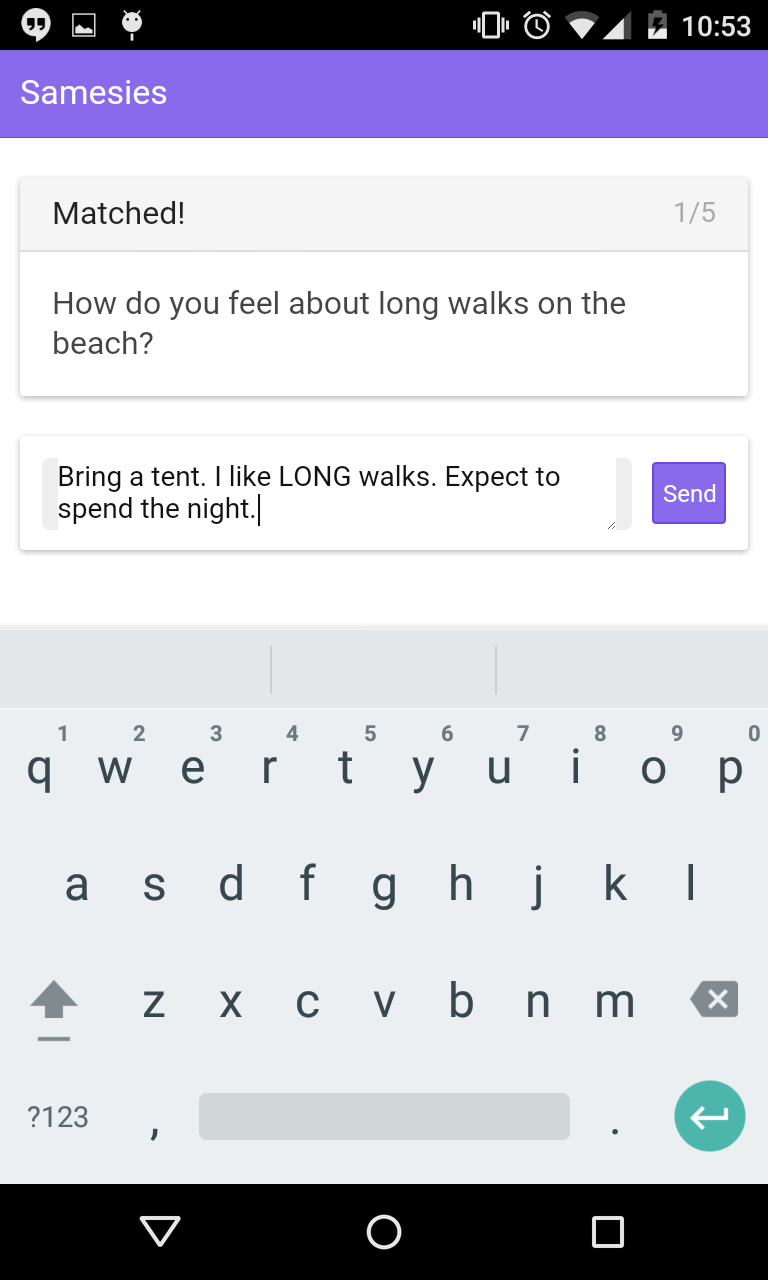 10:53
Samesies
Matched! 1/5
How do you feel about long walks on the
beach?
Bring a tent. I like LONG walks. Expect to
spend the night.
Send
1 2 3 4 5 6 7 8 9 0
q w e r t y u i o p
a s d f g h j k l
z x c v b n m
?123 , .